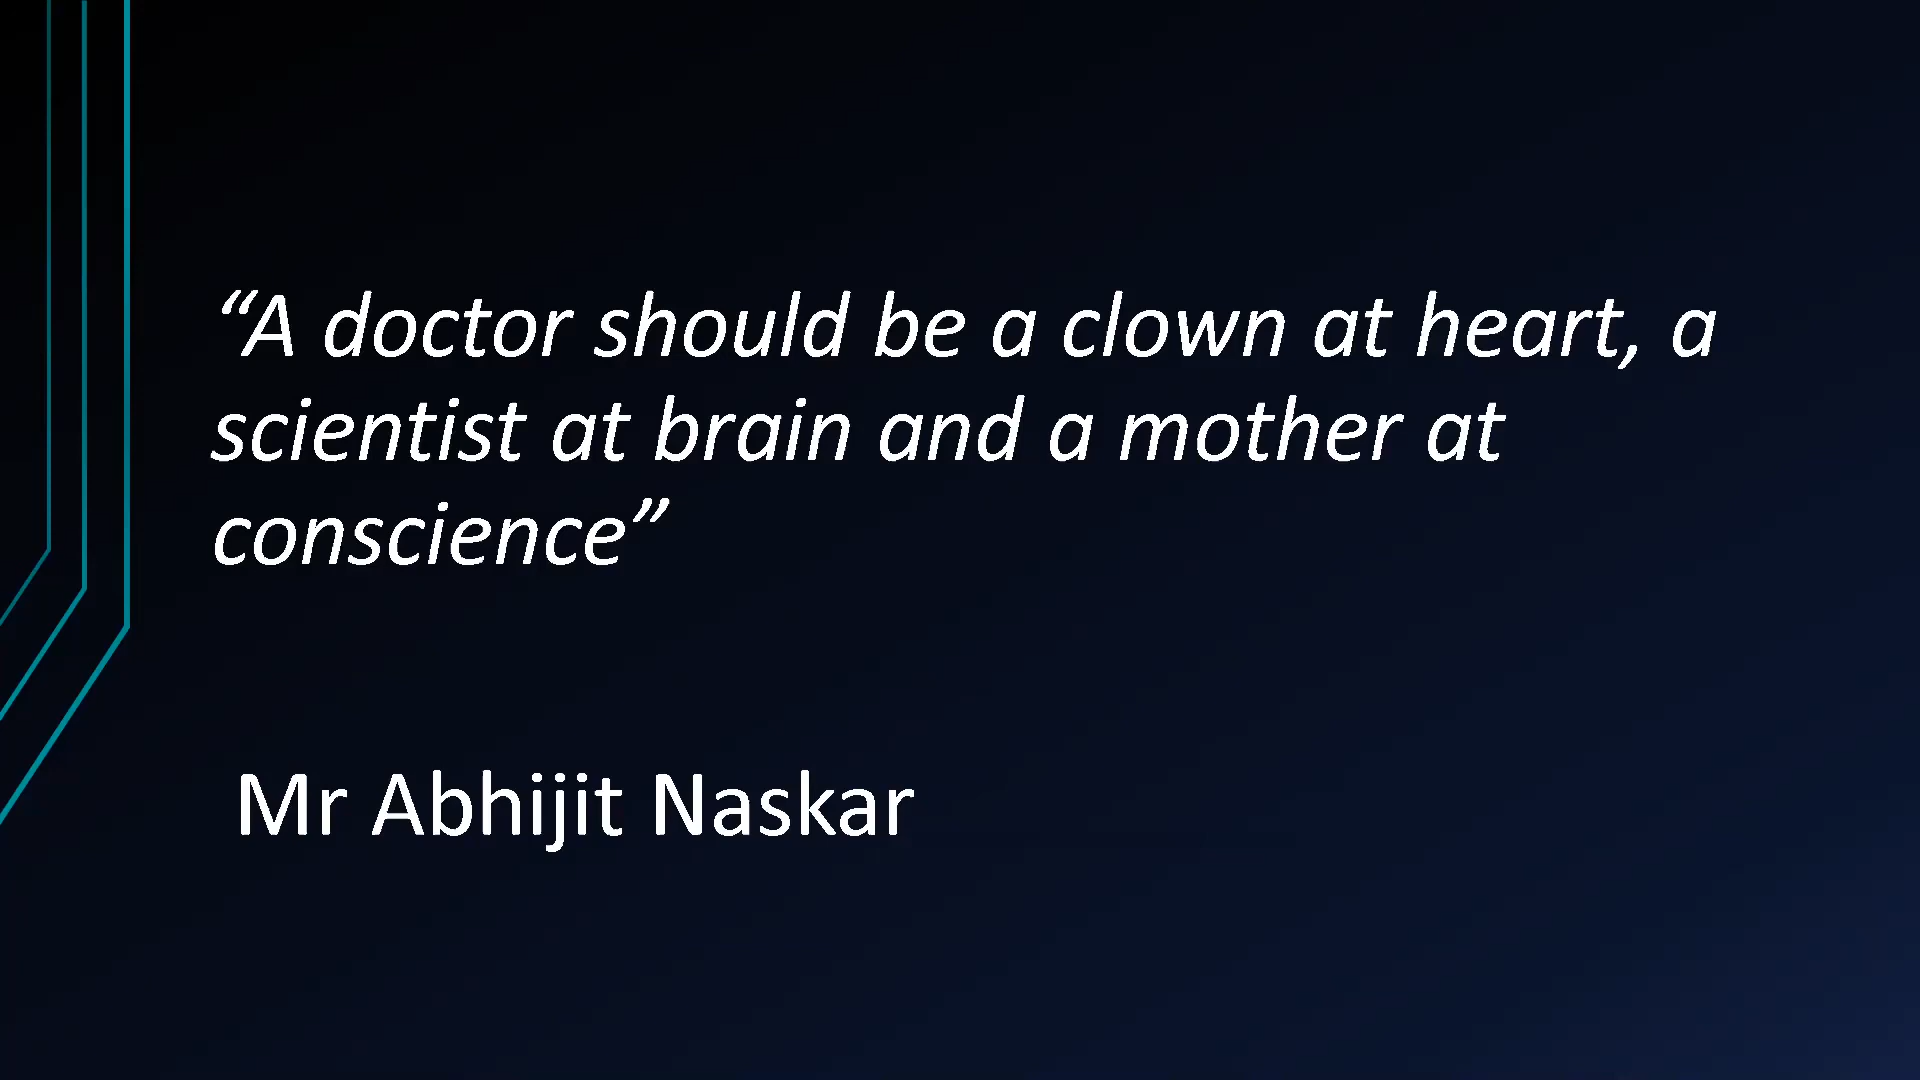 “A doctor should be a clown at heart, a
scientist at brain and a mother at
conscience”
Mr Abhijit Naskar